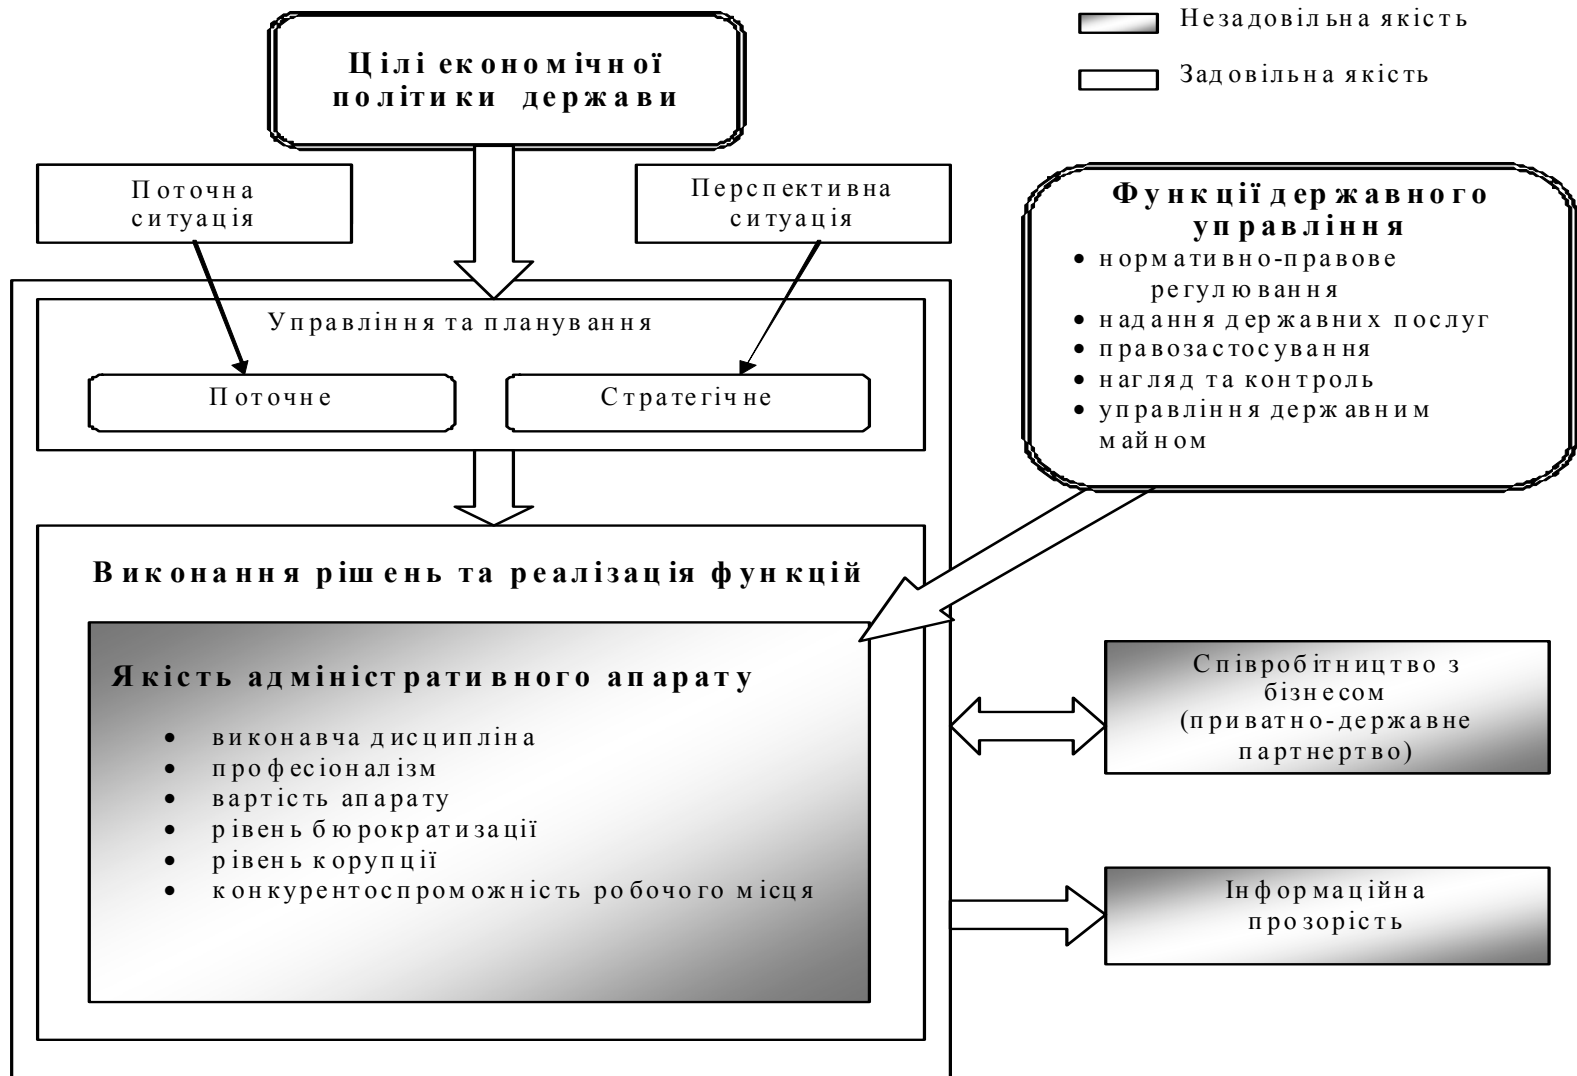 Незадовільна якість
Задовільна якість
Цілі економічної
політики держави
Поточна
ситуація
Перспективна
ситуація
Управління та планування
Поточне
Стратегічне
Функції державного
управління
• нормативно-правове
регулювання
• надання державних послуг
• правозастосування
• нагляд та контроль
• управління державним
майном
Виконання рішень та реалізація функцій
Якість адміністративного апарату
• виконавча дисципліна
• професіоналізм
• вартість апарату
• рівень бюрократизації
• рівень корупції
• конкурентоспроможність робочого місця
Співробітництво з
бізнесом
(приватно-державне
партнертво)
Інформаційна
прозорість